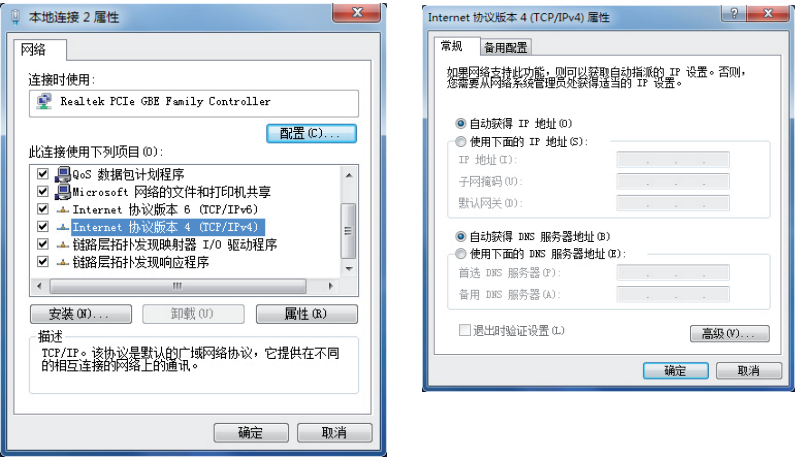 本地连接 2 属性
网络
连接时使用:
Realtek PCIe GBE Family Controller
配置(C)...
此连接使用下列项目(O):
QoS 数据包计划程序
Microsoft 网络的文件和打印机共享
Internet 协议版本 6 (TCP/IPv6)
Internet 协议版本 4 (TCP/IPv4)
链路层拓扑发现映射器 I/O 驱动程序
链路层拓扑发现响应程序
安装(N)...
卸载(U)
属性(R)
描述
TCP/IP。该协议是默认的广域网络协议，它提供在不同
的相互连接的网络上的通讯。
确定
取消
Internet 协议版本 4 (TCP/IPv4) 属性
常规
备用配置
如果网络支持此功能，则可以获取自动指派的 IP 设置。否则，
您需要从网络系统管理员处获得适当的 IP 设置。
自动获得 IP 地址(O)
使用下面的 IP 地址(S):
IP 地址(I):
子网掩码(U):
默认网关(D):
自动获得 DNS 服务器地址(B)
使用下面的 DNS 服务器地址(E):
首选 DNS 服务器(P):
备用 DNS 服务器(A):
退出时验证设置(L)
高级(V)...
确定
取消